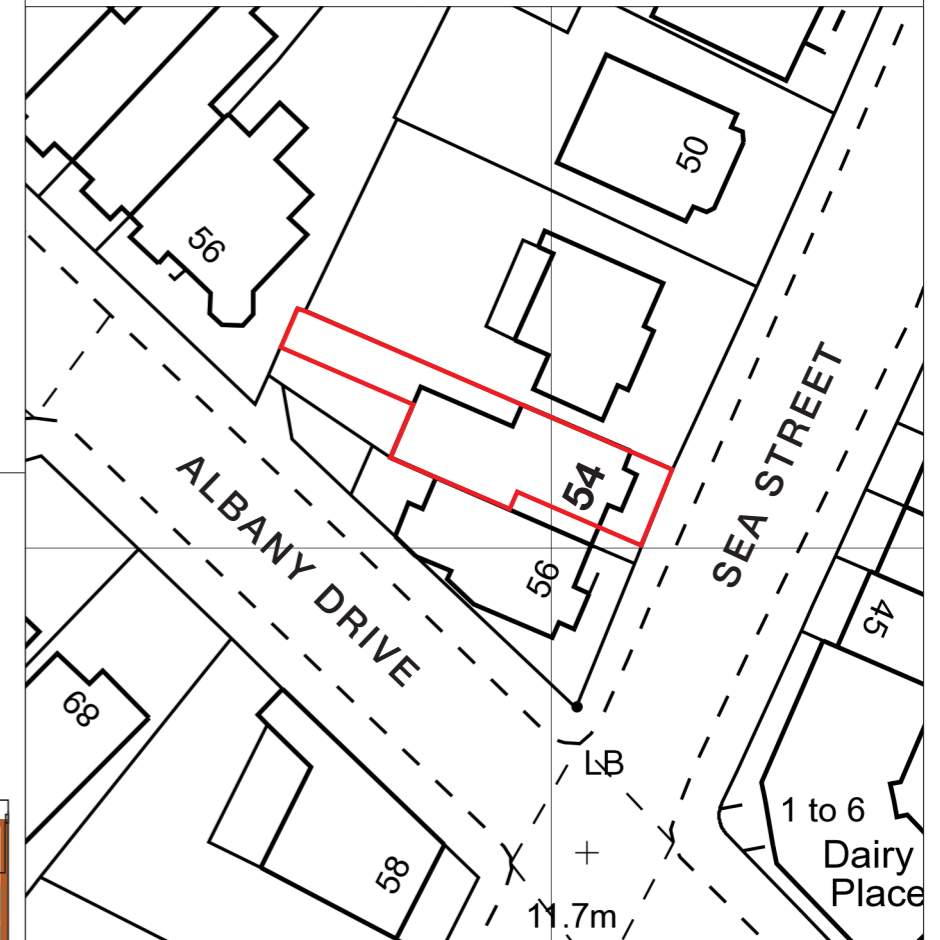 50
56
SEA STREET
54
ALBANY DRIVE
56
45
68
LB
1 to 6
Dairy
Place
58
11.7m